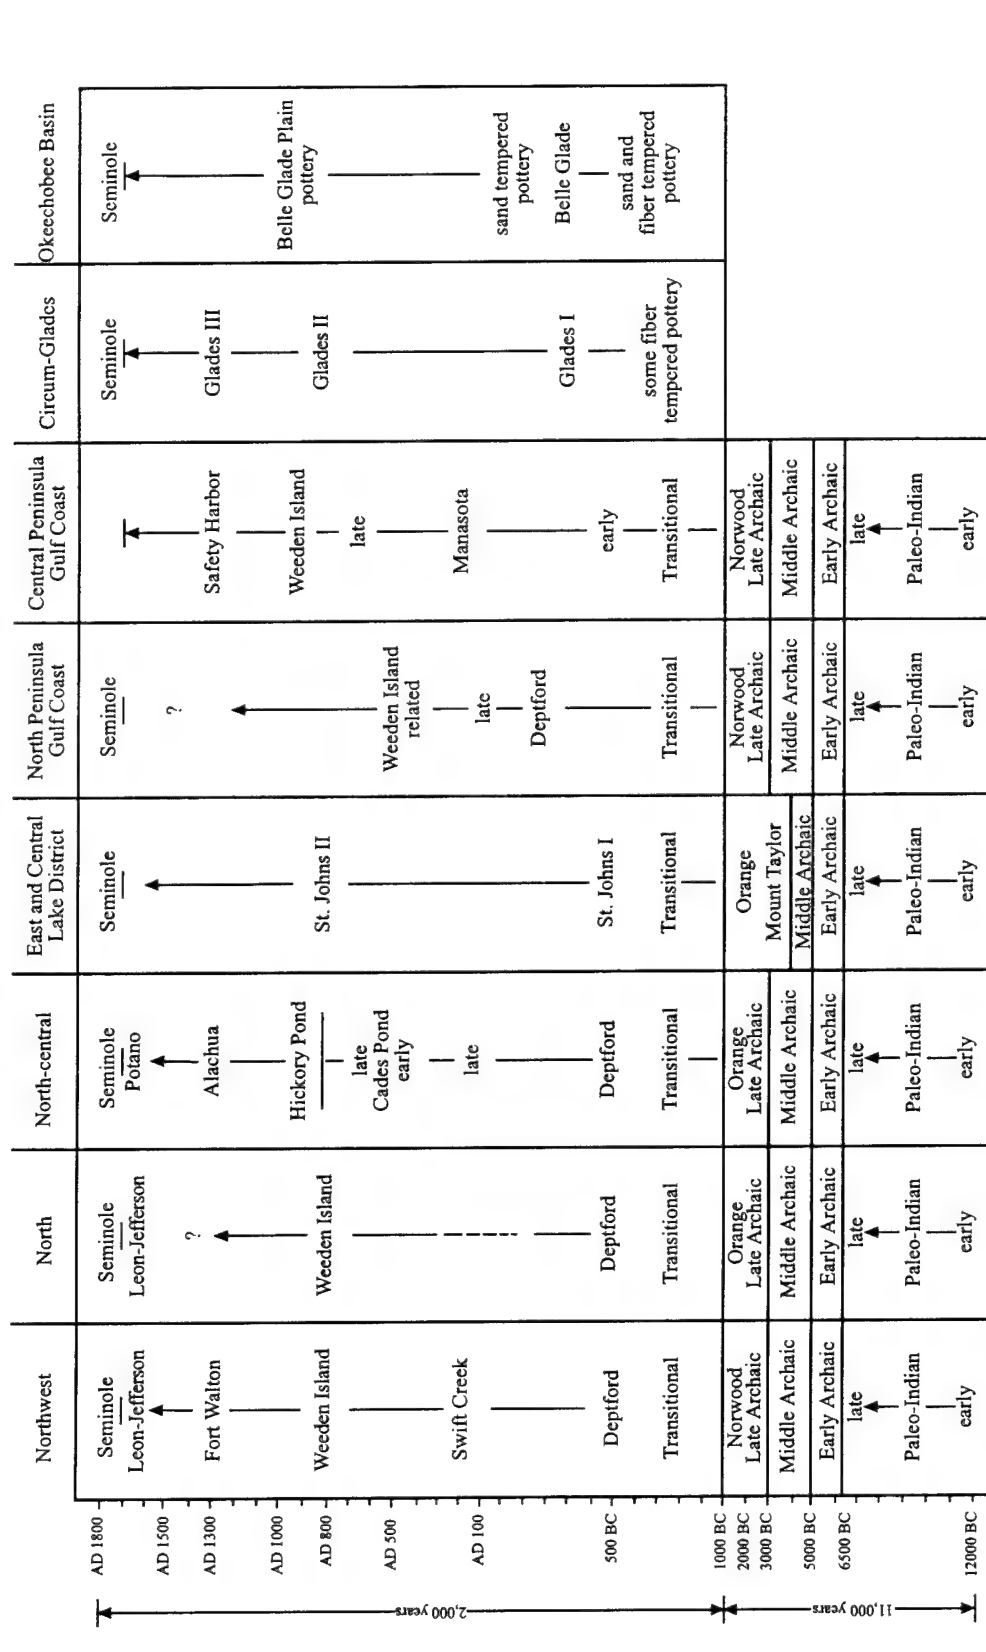 Northwest
North
North-central
East and Central
Lake District
North Peninsula
Gulf Coast
Central Peninsula
Gulf Coast
Circum-Glades
Okeechobee Basin
2,000 years
11,000 years
AD 1800
AD 1500
AD 1300
AD 1000
AD 800
AD 500
AD 100
500 BC
1000 BC
2000 BC
3000 BC
5000 BC
6500 BC
12000 BC
Seminole
Leon-Jefferson
Fort Walton
Weeden Island
Swift Creek
Deptford
Transitional
Norwood
Late Archaic
Middle Archaic
Early Archaic
late
Paleo-Indian
early
Seminole
Leon-Jefferson
?
Weeden Island
Deptford
Transitional
Orange
Late Archaic
Middle Archaic
Early Archaic
late
Paleo-Indian
early
Seminole
Potano
Alachua
Hickory Pond
late
Cades Pond
early
late
Deptford
Transitional
Orange
Late Archaic
Middle Archaic
Early Archaic
late
Paleo-Indian
early
Seminole
St. Johns II
St. Johns I
Transitional
Orange
Mount Taylor
Middle Archaic
Early Archaic
late
Paleo-Indian
early
Seminole
?
Weeden Island
related
late
Deptford
Transitional
Norwood
Late Archaic
Middle Archaic
Early Archaic
late
Paleo-Indian
early
Safety Harbor
Weeden Island
late
Manasota
early
Transitional
Norwood
Late Archaic
Middle Archaic
Early Archaic
late
Paleo-Indian
early
Seminole
Glades III
Glades II
Glades I
some fiber
tempered pottery
Seminole
Belle Glade Plain
pottery
sand tempered
pottery
Belle Glade
sand and
fiber tempered
pottery